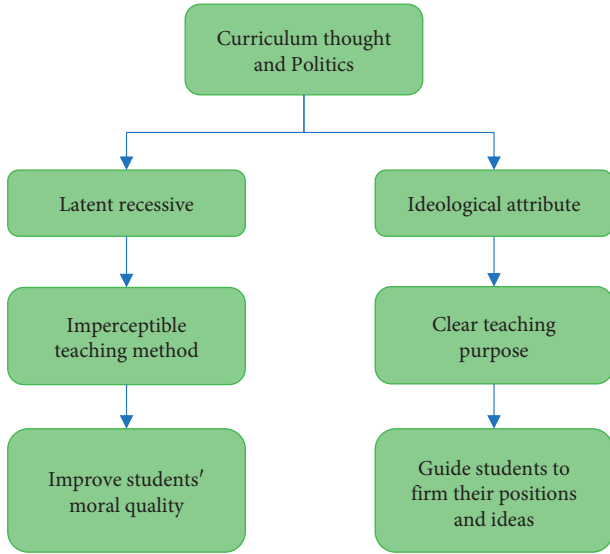 Curriculum thought
and Politics
Latent recessive
Ideological attribute
Imperceptible
teaching method
Clear teaching
purpose
Improve students′
moral quality
Guide students to
firm their positions
and ideas